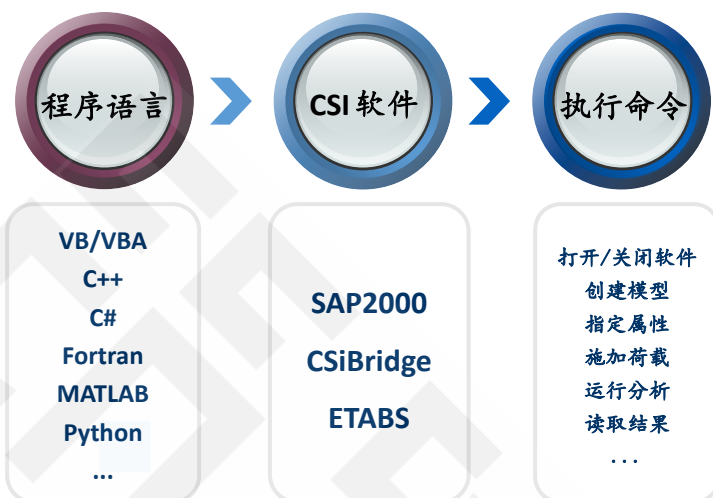 程序语言
CSI 软件
执行命令
VB/VBA
C++
C#
Fortran
MATLAB
Python
...
SAP2000
CSiBridge
ETABS
打开/关闭软件
创建模型
指定属性
施加荷载
运行分析
读取结果
...